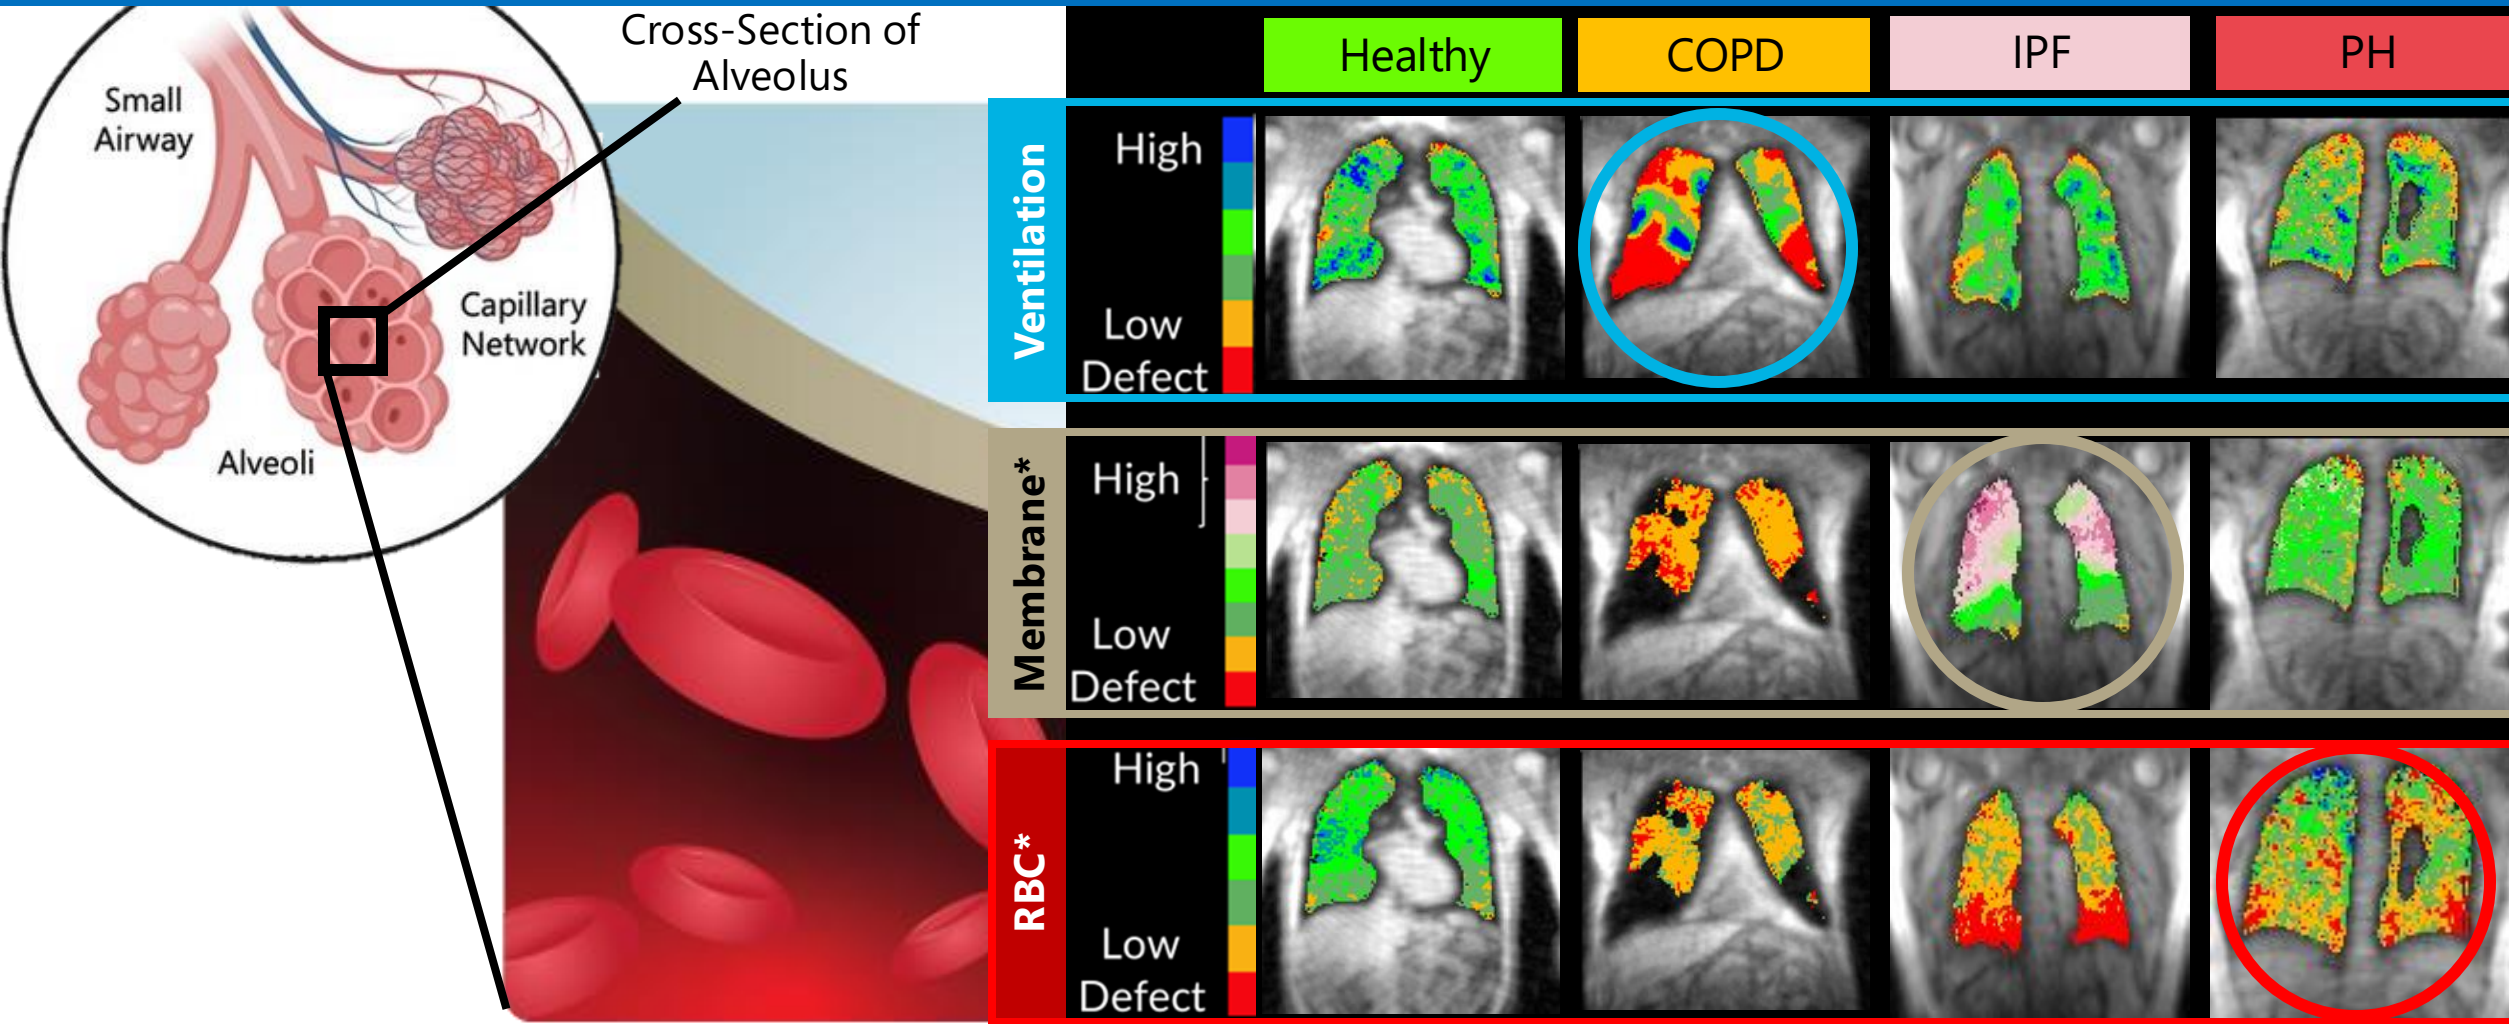 Cross-Section of
Alveolus
Small
Airway
Capillary
Network
Alveoli
Healthy
COPD
IPF
PH
Ventilation
High
Low
Defect
Membrane*
High
Low
Defect
RBC*
High
Low
Defect